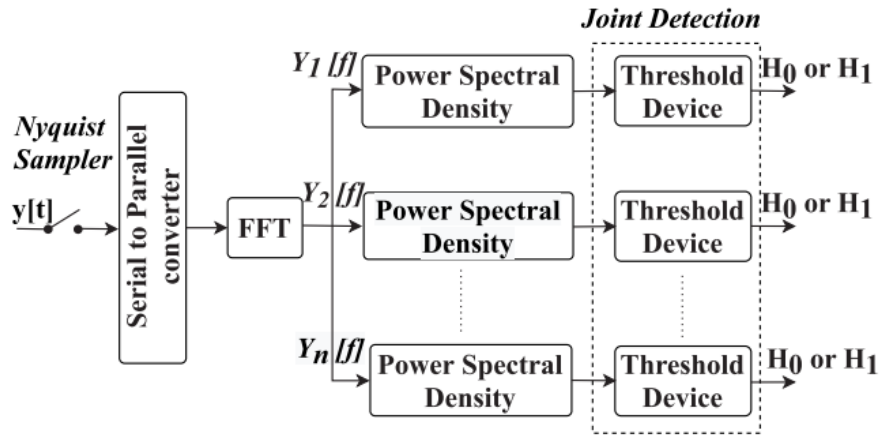 Joint Detection
Nyquist
Sampler
y[t]
Serial to Parallel
converter
FFT
Y1 [f]
Power Spectral
Density
Threshold
Device
H0 or H1
Y2 [f]
Power Spectral
Density
Threshold
Device
H0 or H1
Yn [f]
Power Spectral
Density
Threshold
Device
H0 or H1